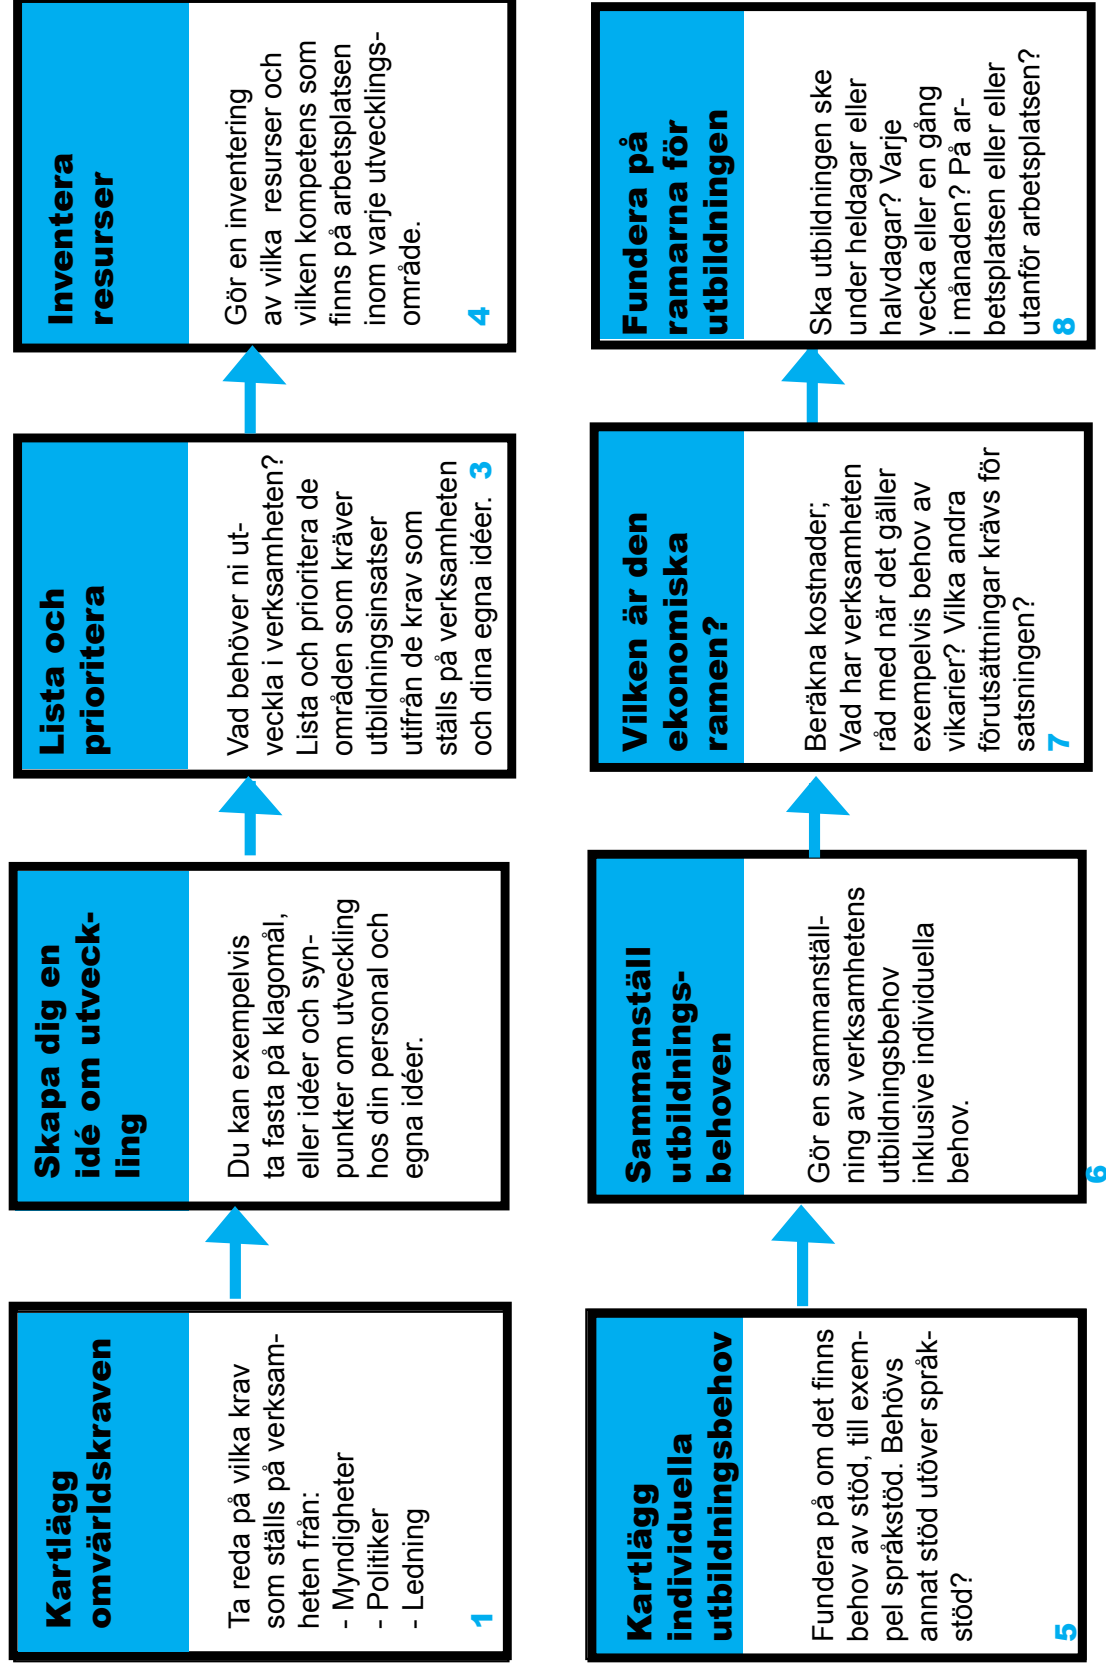 Kartlägg
omvärldskraven
Ta reda på vilka krav
som ställs på verksam-
heten från:
- Myndigheter
- Politiker
- Ledning
1
Skapa dig en
idé om utveck-
ling
Du kan exempelvis
ta fasta på klagomål,
eller idéer och syn-
punkter om utveckling
hos din personal och
egna idéer.
Lista och
prioritera
Vad behöver ni ut-
veckla i verksamheten?
Lista och prioritera de
områden som kräver
utbildningsinsatser
utifrån de krav som
ställs på verksamheten
och dina egna idéer. 3
Inventera
resurser
Gör en inventering
av vilka resurser och
vilken kompetens som
finns på arbetsplatsen
inom varje utvecklings-
område.
4
Kartlägg
individuella
utbildningsbehov
Fundera på om det finns
behov av stöd, till exem-
pel språkstöd. Behövs
annat stöd utöver språk-
stöd?
5
Sammanställ
utbildnings-
behoven
Gör en sammanställ-
ning av verksamhetens
utbildningsbehov
inklusive individuella
behov.
6
Vilken är den
ekonomiska
ramen?
Beräkna kostnader;
Vad har verksamheten
råd med när det gäller
exempelvis behov av
vikarier? Vilka andra
förutsättningar krävs för
satsningen?
7
Fundera på
ramarna för
utbildningen
Ska utbildningen ske
under heldagar eller
halvdagar? Varje
vecka eller en gång
i månaden? På ar-
betsplatsen eller eller
utanför arbetsplatsen?
8